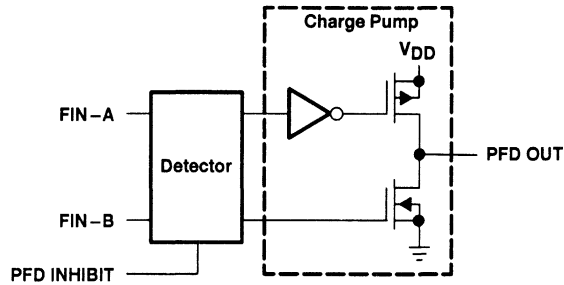 Charge Pump
VDD
FIN–A
PFD OUT
Detector
FIN–B
PFD INHIBIT